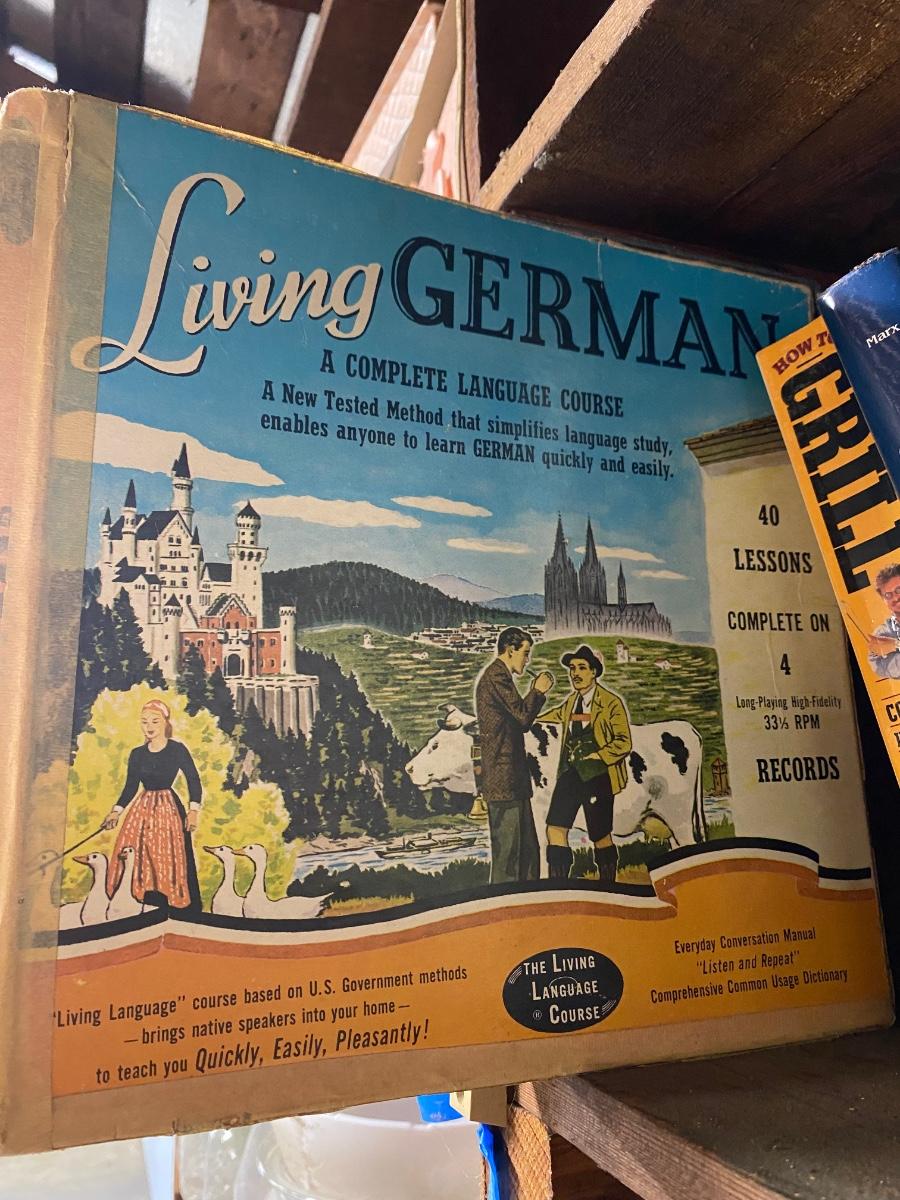 Living GERMAN
A COMPLETE LANGUAGE COURSE
A New Tested Method that simplifies language study,
enables anyone to learn GERMAN quickly and easily.
40
LESSONS
COMPLETE ON
4
Long-Playing High-Fidelity
33⅓ RPM
RECORDS
"Living Language" course based on U.S. Government methods
—brings native speakers into your home—
to teach you Quickly, Easily, Pleasantly!
THE LIVING
LANGUAGE
® COURSE
Everyday Conversation Manual
"Listen and Repeat"
Comprehensive Common Usage Dictionary
HOW
GRILL
Marx